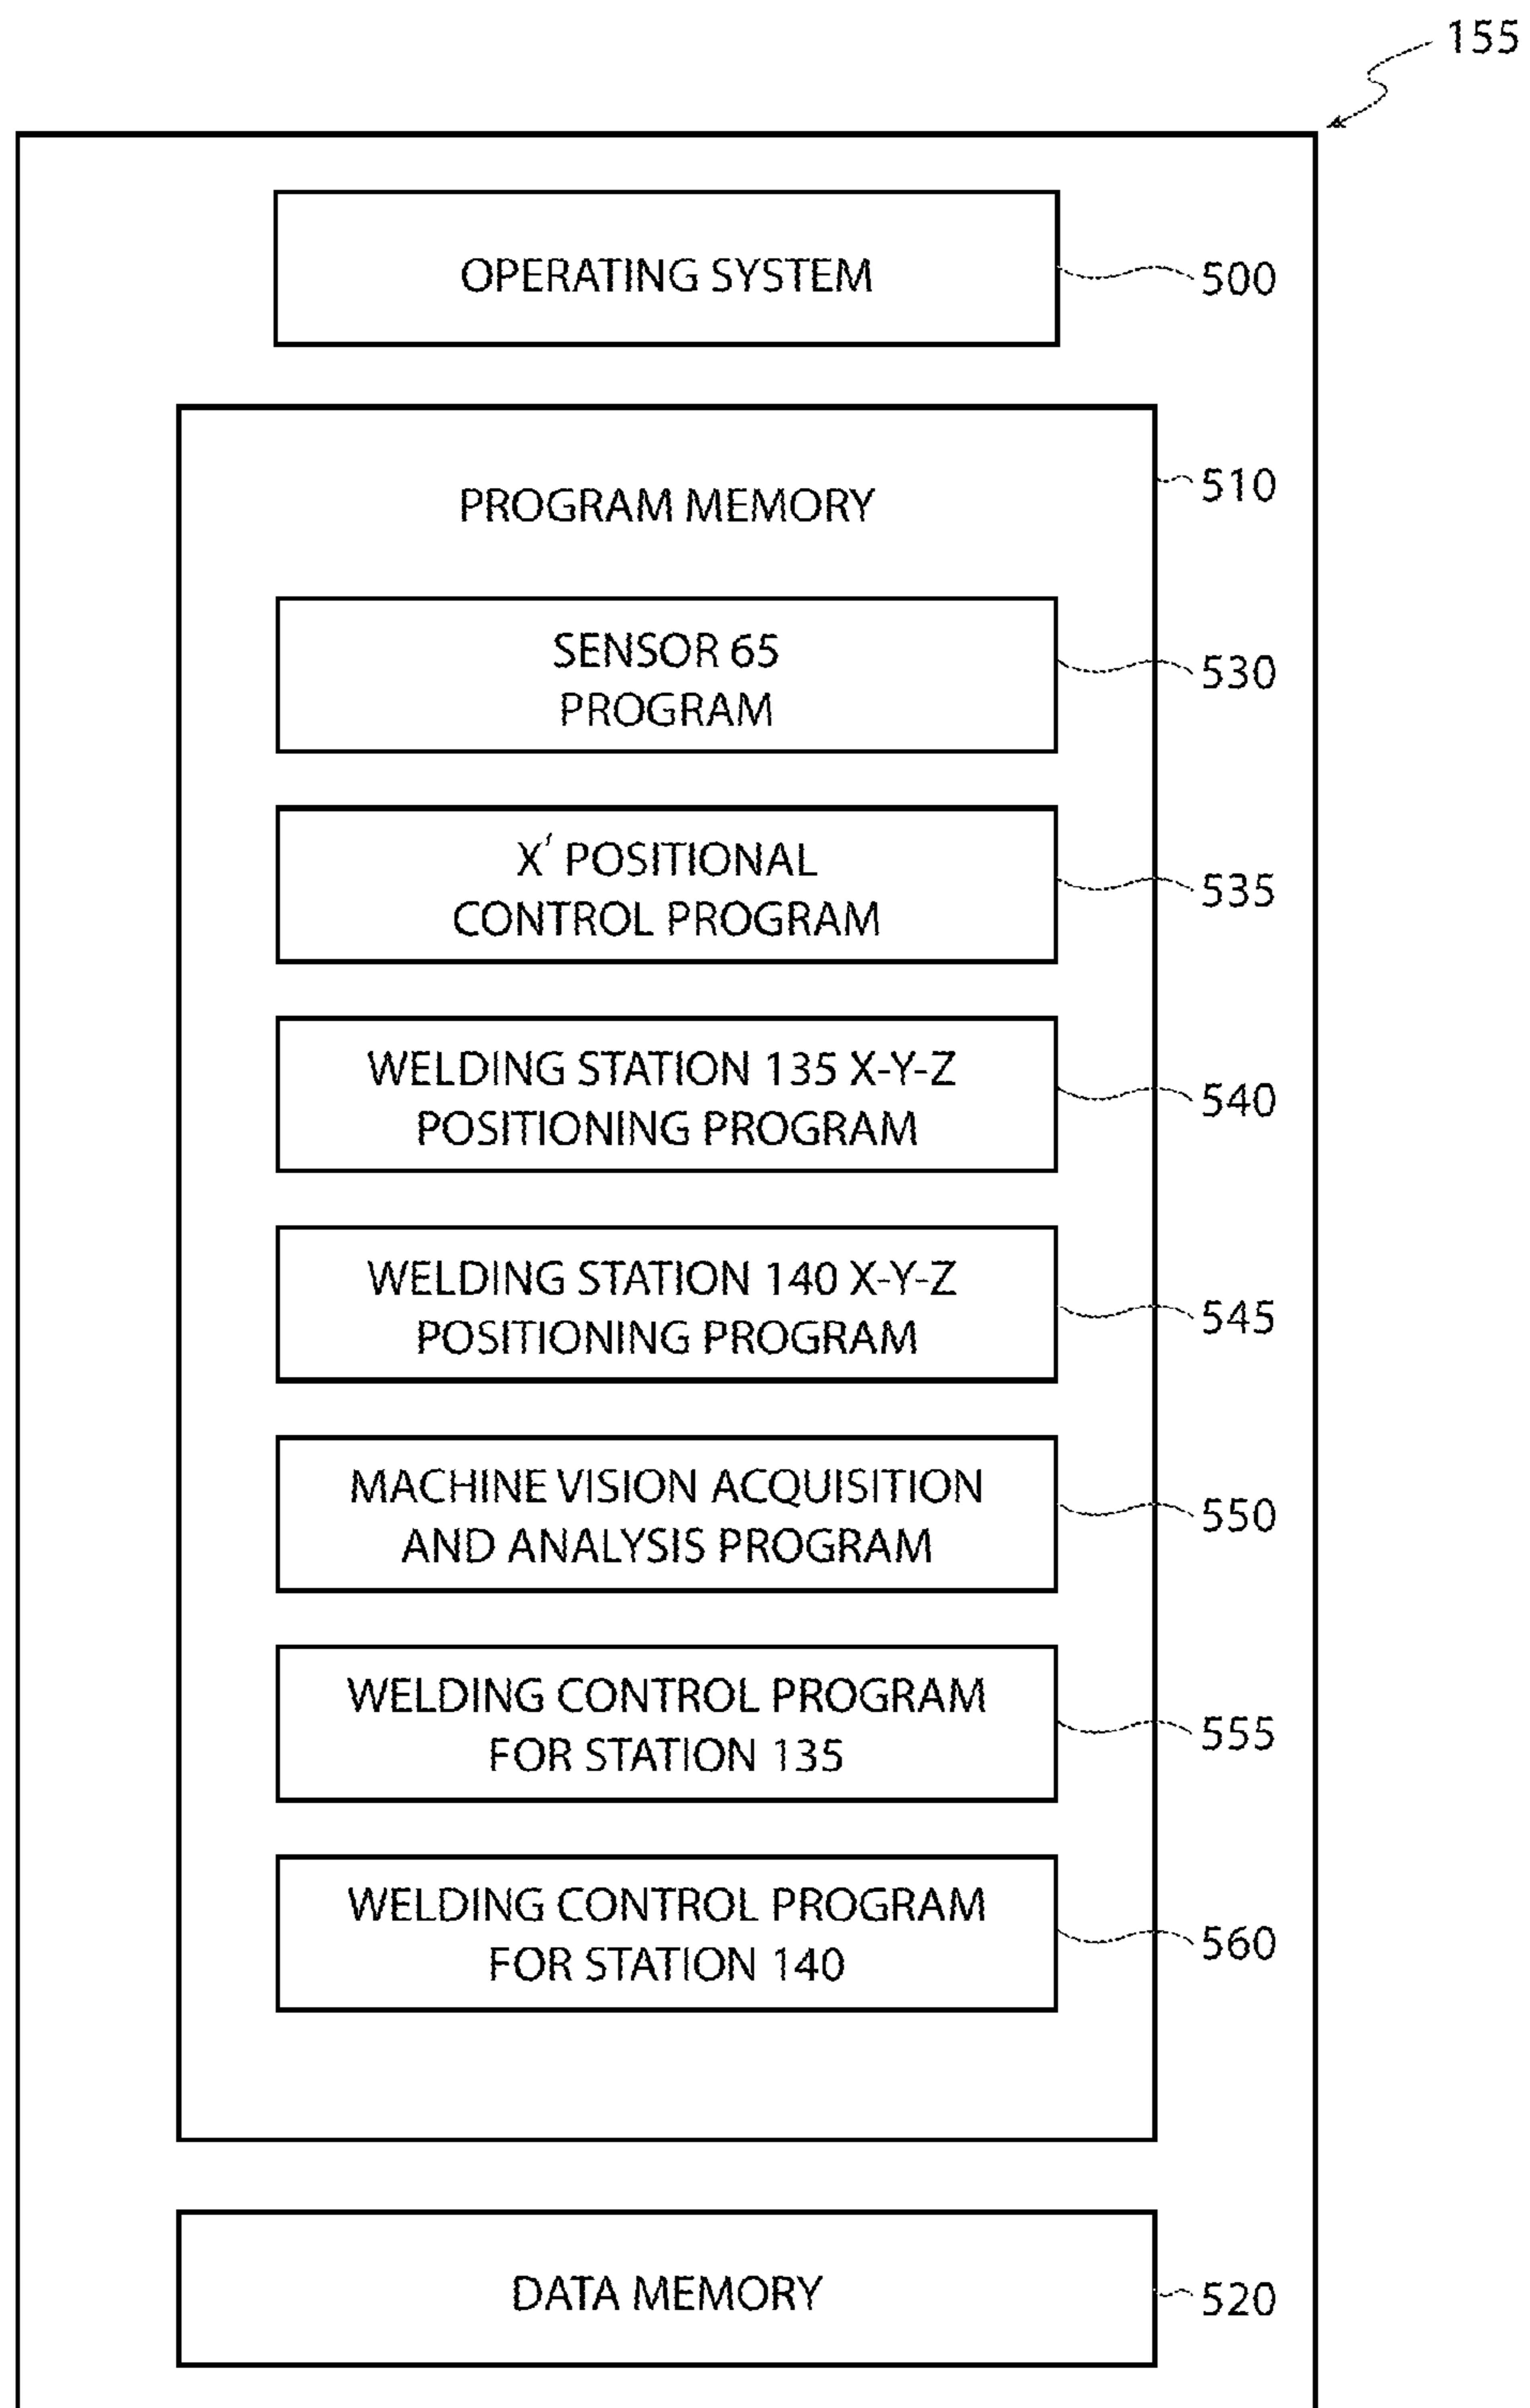 155
OPERATING SYSTEM
500
PROGRAM MEMORY
510
SENSOR 65
PROGRAM
530
X′ POSITIONAL
CONTROL PROGRAM
535
WELDING STATION 135 X-Y-Z
POSITIONING PROGRAM
540
WELDING STATION 140 X-Y-Z
POSITIONING PROGRAM
545
MACHINE VISION ACQUISITION
AND ANALYSIS PROGRAM
550
WELDING CONTROL PROGRAM
FOR STATION 135
555
WELDING CONTROL PROGRAM
FOR STATION 140
560
DATA MEMORY
520